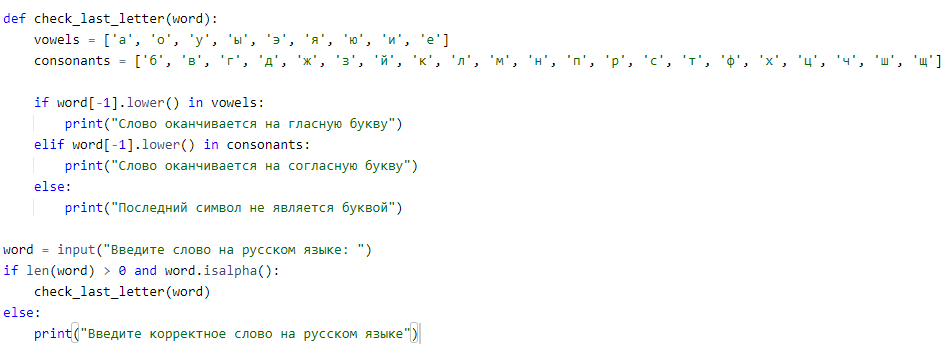 def check_last_letter(word):
    vowels = ['а', 'о', 'у', 'ы', 'э', 'я', 'ю', 'и', 'е']
    consonants = ['б', 'в', 'г', 'д', 'ж', 'з', 'й', 'к', 'л', 'м', 'н', 'п', 'р', 'с', 'т', 'ф', 'х', 'ц', 'ч', 'ш', 'щ']
    if word[-1].lower() in vowels:
        print("Слово оканчивается на гласную букву")
    elif word[-1].lower() in consonants:
        print("Слово оканчивается на согласную букву")
    else:
        print("Последний символ не является буквой")
word = input("Введите слово на русском языке: ")
if len(word) > 0 and word.isalpha():
    check_last_letter(word)
else:
    print("Введите корректное слово на русском языке")